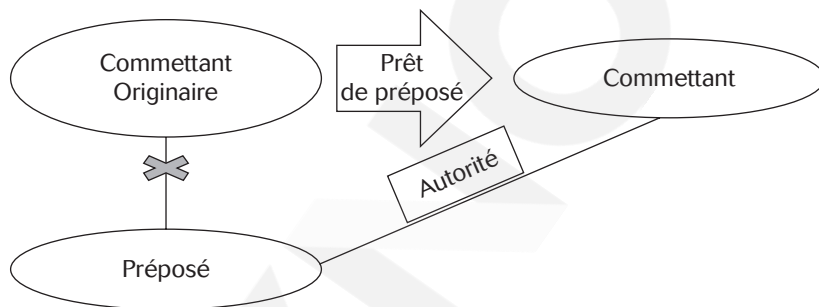 Commettant
Originaire
Prêt
de préposé
Commettant
Autorité
Préposé